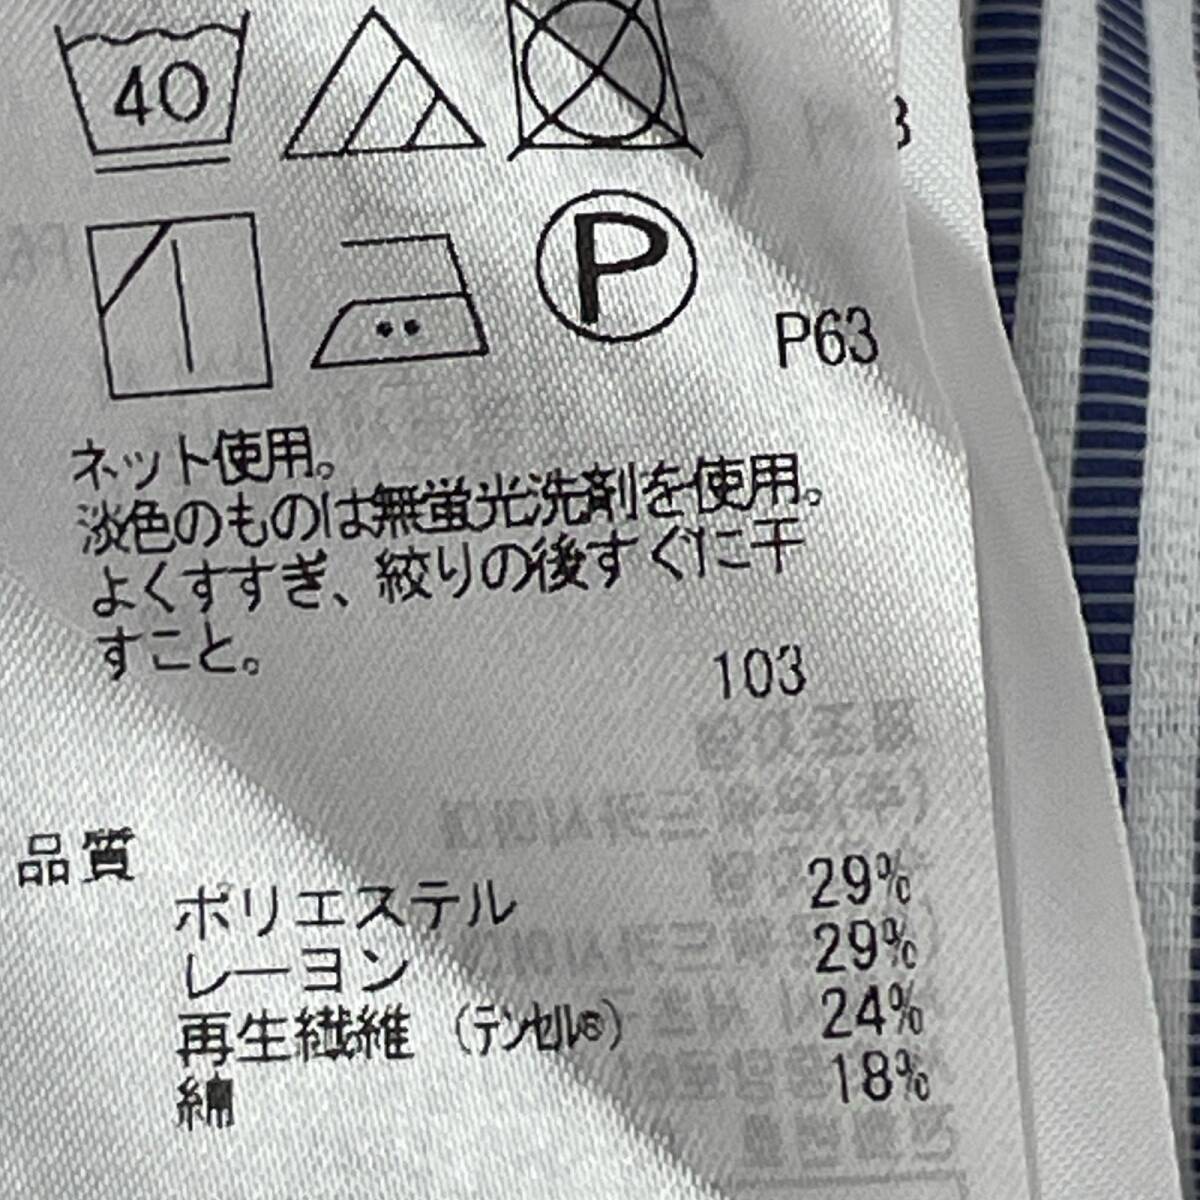 40
P
P63
ネット使用。
淡色のものは無蛍光洗剤を使用。
よくすすぎ、絞りの後すぐに干
すこと。
103
品質
ポリエステル 29%
レーヨン 29%
再生繊維 (テンセル®) 24%
綿 18%